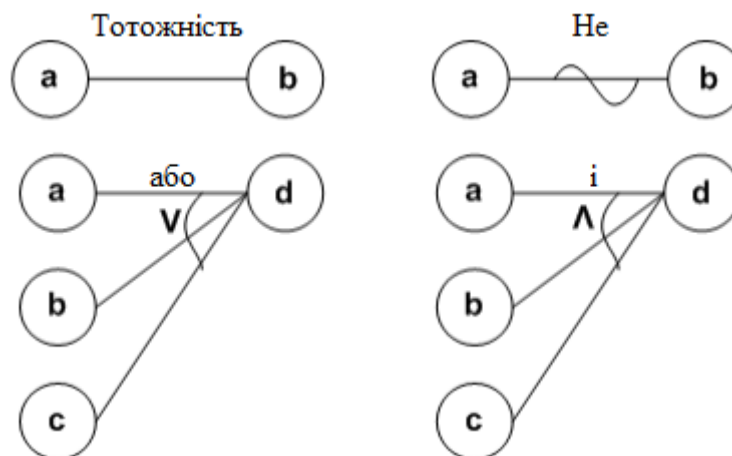 Тотожність Не
a b a b
a або d a і d
V Λ
b b
c c